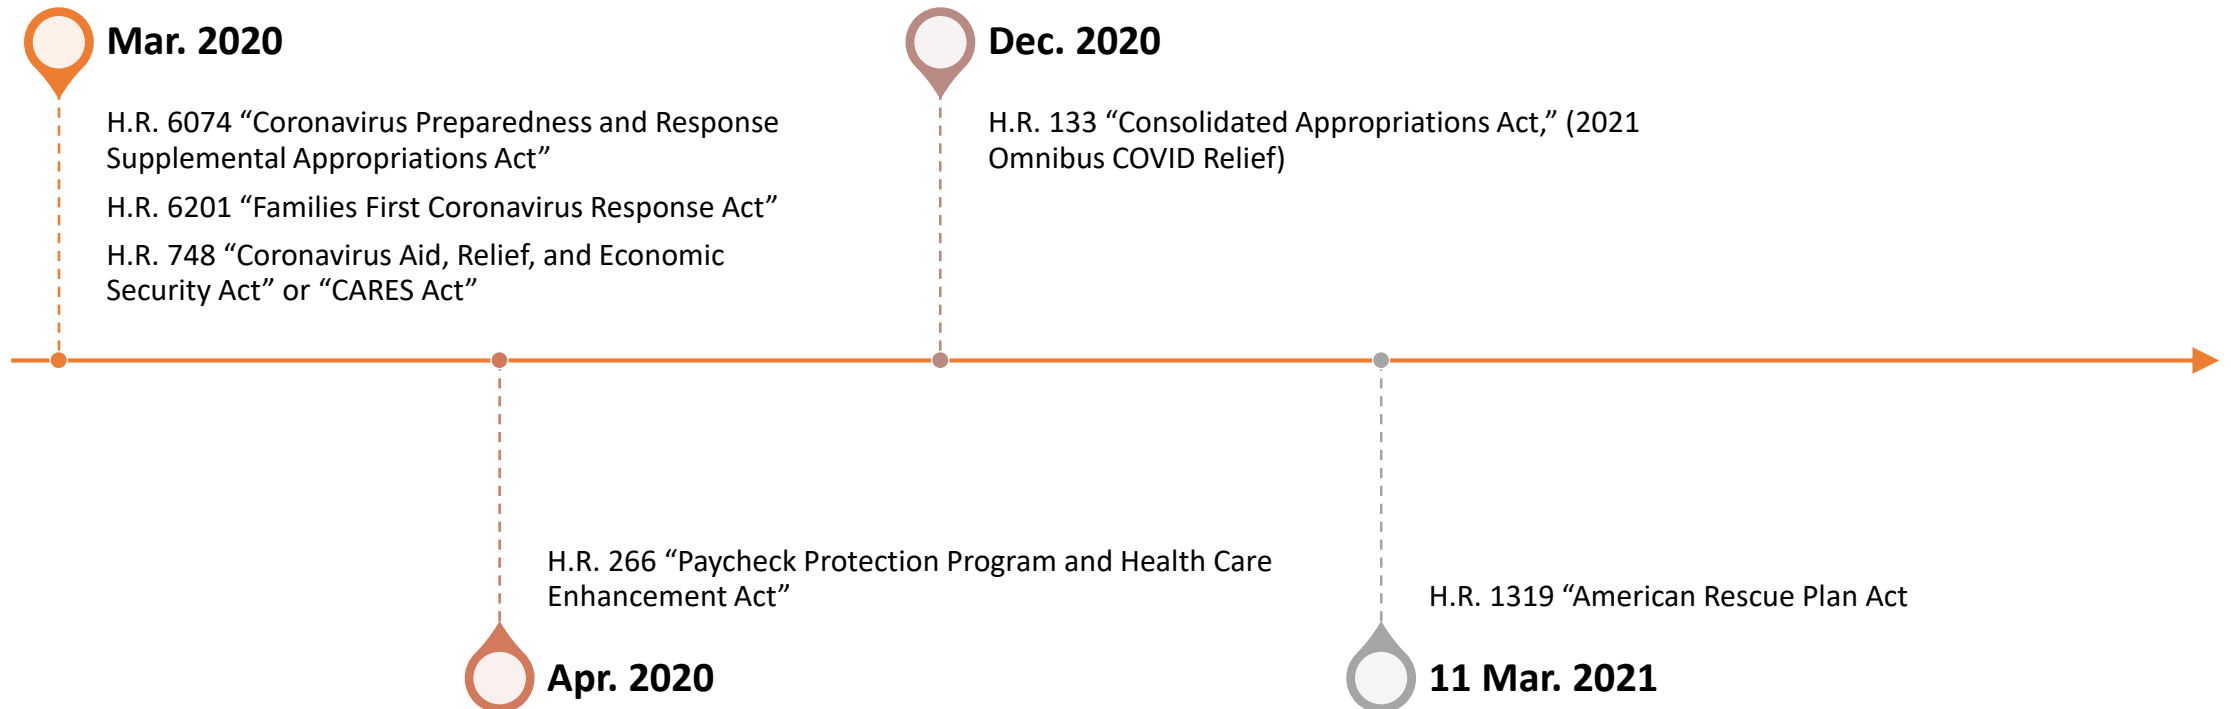 Mar. 2020
H.R. 6074 “Coronavirus Preparedness and Response
Supplemental Appropriations Act”
H.R. 6201 “Families First Coronavirus Response Act”
H.R. 748 “Coronavirus Aid, Relief, and Economic
Security Act” or “CARES Act”
Dec. 2020
H.R. 133 “Consolidated Appropriations Act,” (2021
Omnibus COVID Relief)
H.R. 266 “Paycheck Protection Program and Health Care
Enhancement Act”
Apr. 2020
H.R. 1319 “American Rescue Plan Act
11 Mar. 2021